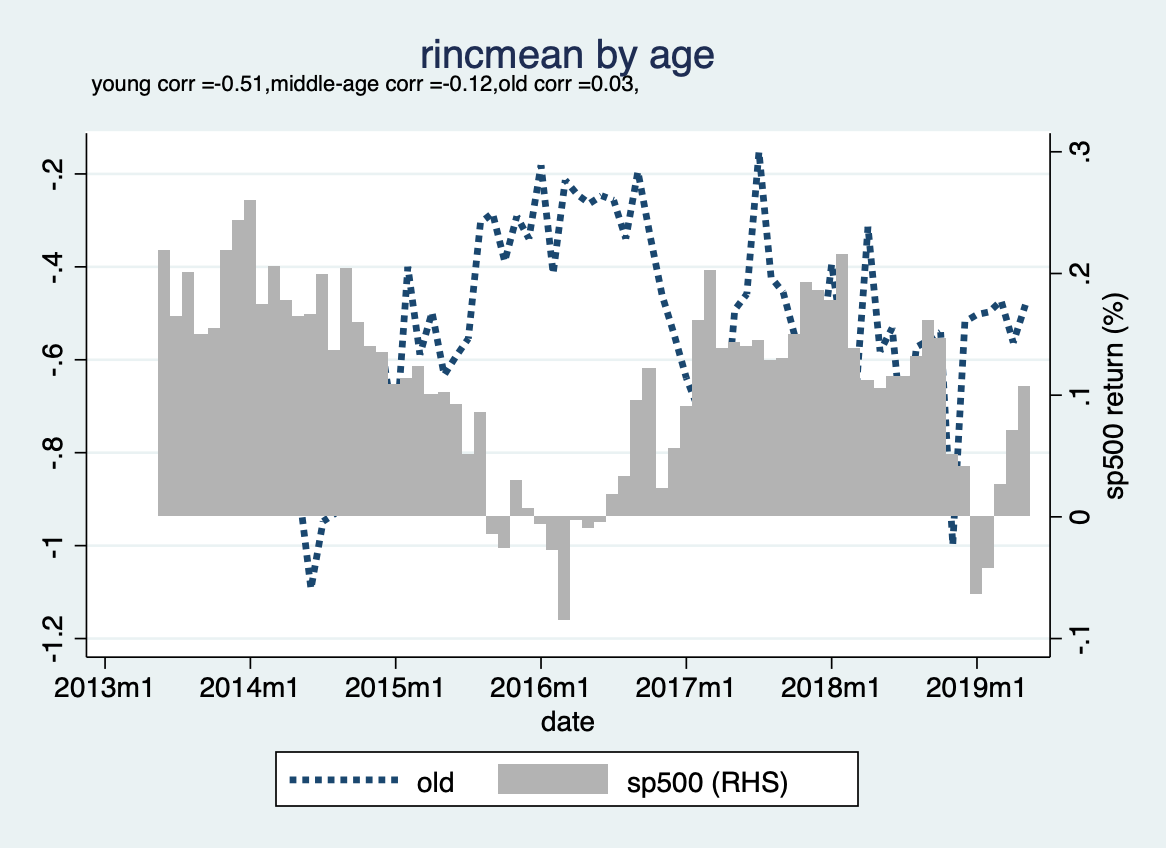 rincmean by age
young corr =-0.51,middle-age corr =-0.12,old corr =0.03,
-.2
-.4
-.6
-.8
-1
-1.2
.3
.2
.1
0
-.1
sp500 return (%)
2013m1 2014m1 2015m1 2016m1 2017m1 2018m1 2019m1
date
old sp500 (RHS)